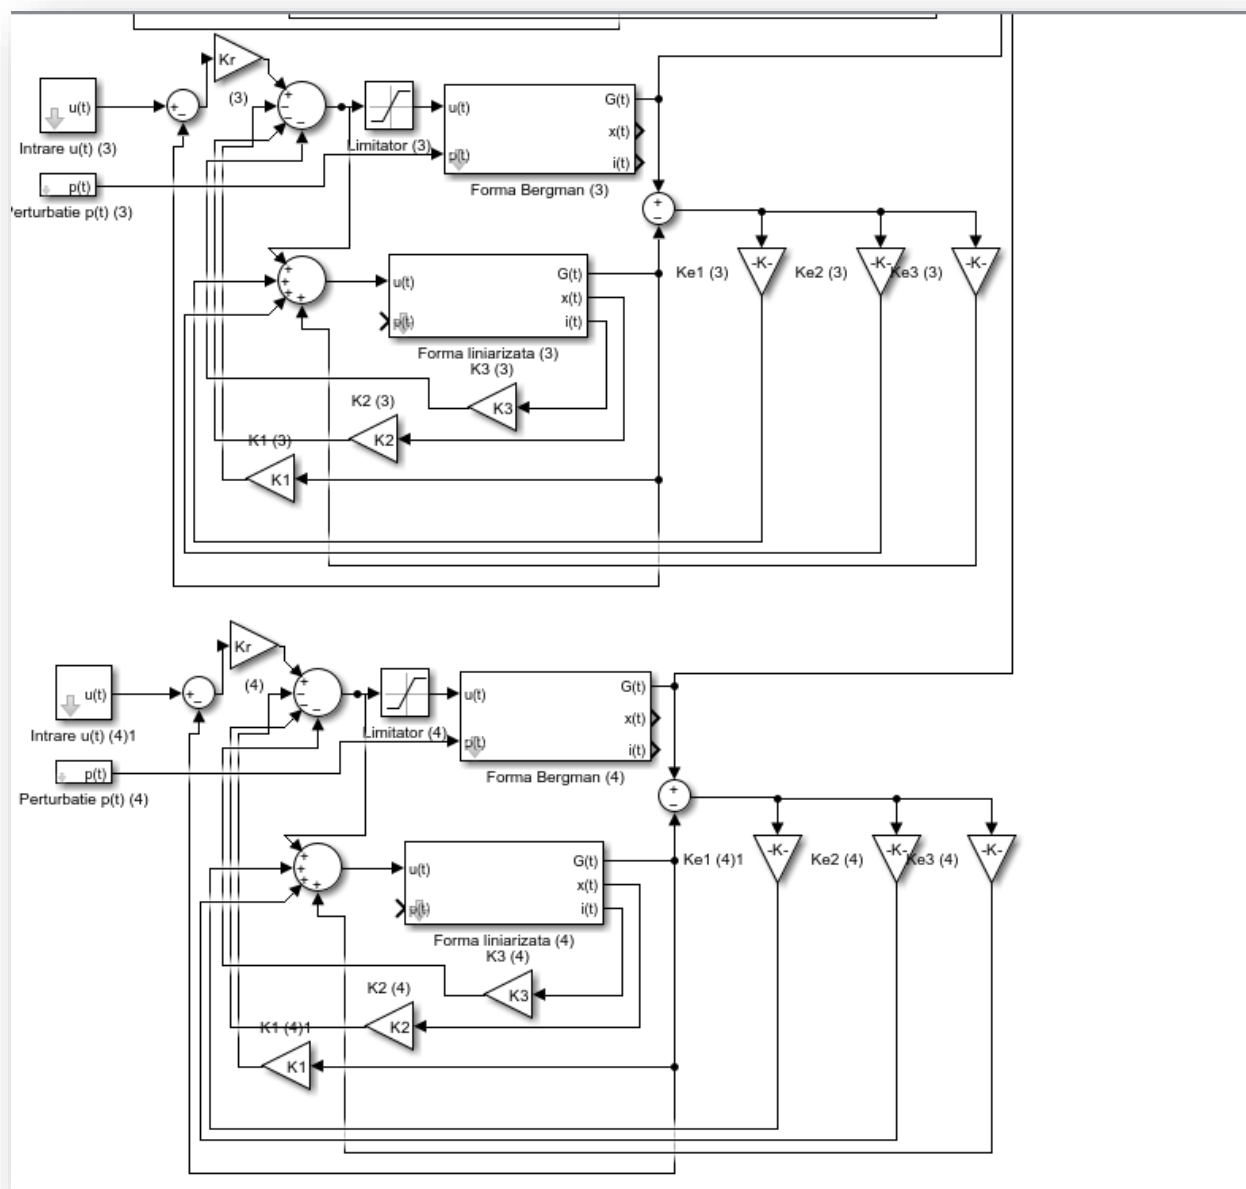 Kr
(3)
u(t)
Intrare u(t) (3)
p(t)
erturbatie p(t) (3)
Limitator (3)
u(t)
p(t)
G(t)
x(t)
i(t)
Forma Bergman (3)
Ke1 (3)
-K-
Ke2 (3)
-K-
Ke3 (3)
-K-
u(t)
p(t)
G(t)
x(t)
i(t)
Forma liniarizata (3)
K3 (3)
K3
K2 (3)
K2
K1 (3)
K1
Kr
(4)
u(t)
Intrare u(t) (4)1
p(t)
Perturbatie p(t) (4)
Limitator (4)
u(t)
p(t)
G(t)
x(t)
i(t)
Forma Bergman (4)
Ke1 (4)1
-K-
Ke2 (4)
-K-
Ke3 (4)
-K-
u(t)
p(t)
G(t)
x(t)
i(t)
Forma liniarizata (4)
K3 (4)
K3
K2 (4)
K2
K1 (4)1
K1